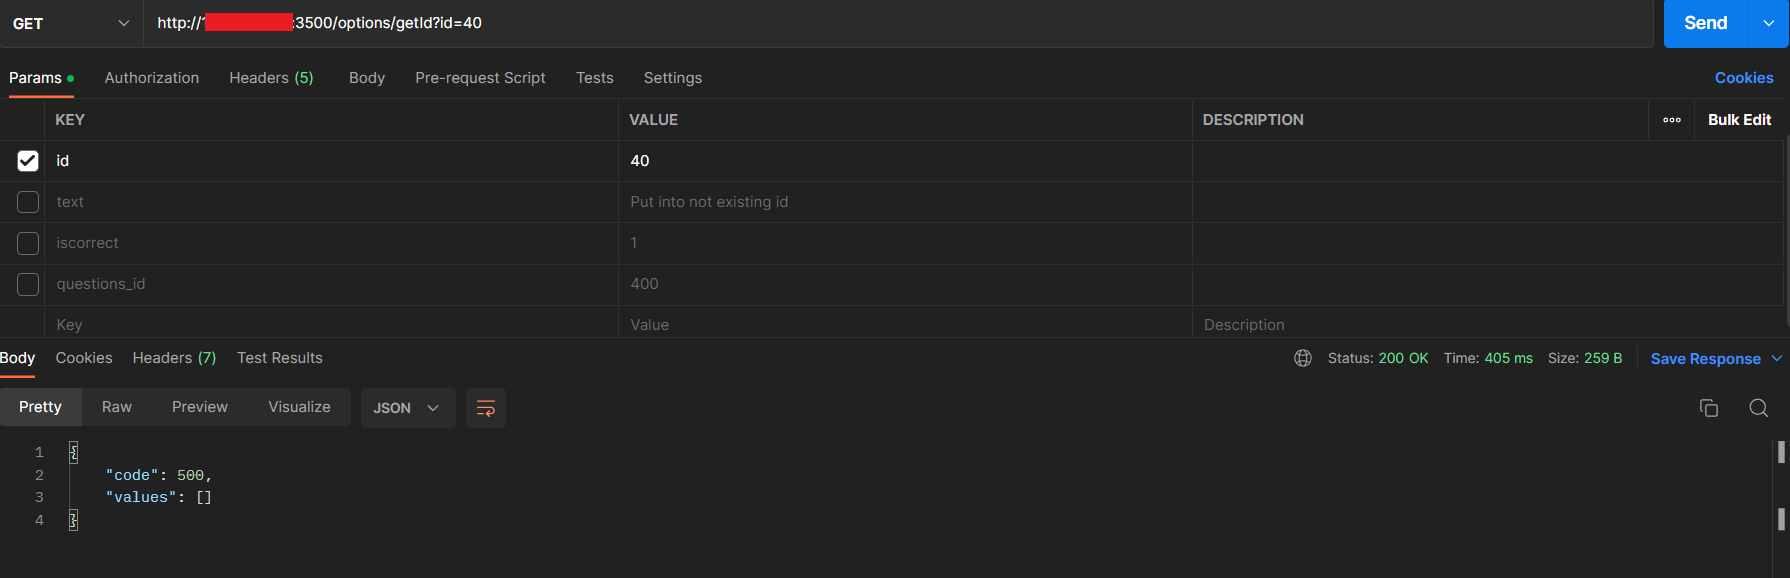 GET http:// :3500/options/getId?id=40 Send
Params Authorization Headers (5) Body Pre-request Script Tests Settings Cookies
KEY VALUE DESCRIPTION Bulk Edit
id 40
text Put into not existing id
iscorrect 1
questions_id 400
Key Value Description
Body Cookies Headers (7) Test Results Status: 200 OK Time: 405 ms Size: 259 B Save Response
Pretty Raw Preview Visualize JSON
1 {
2 "code": 500,
3 "values": []
4 }